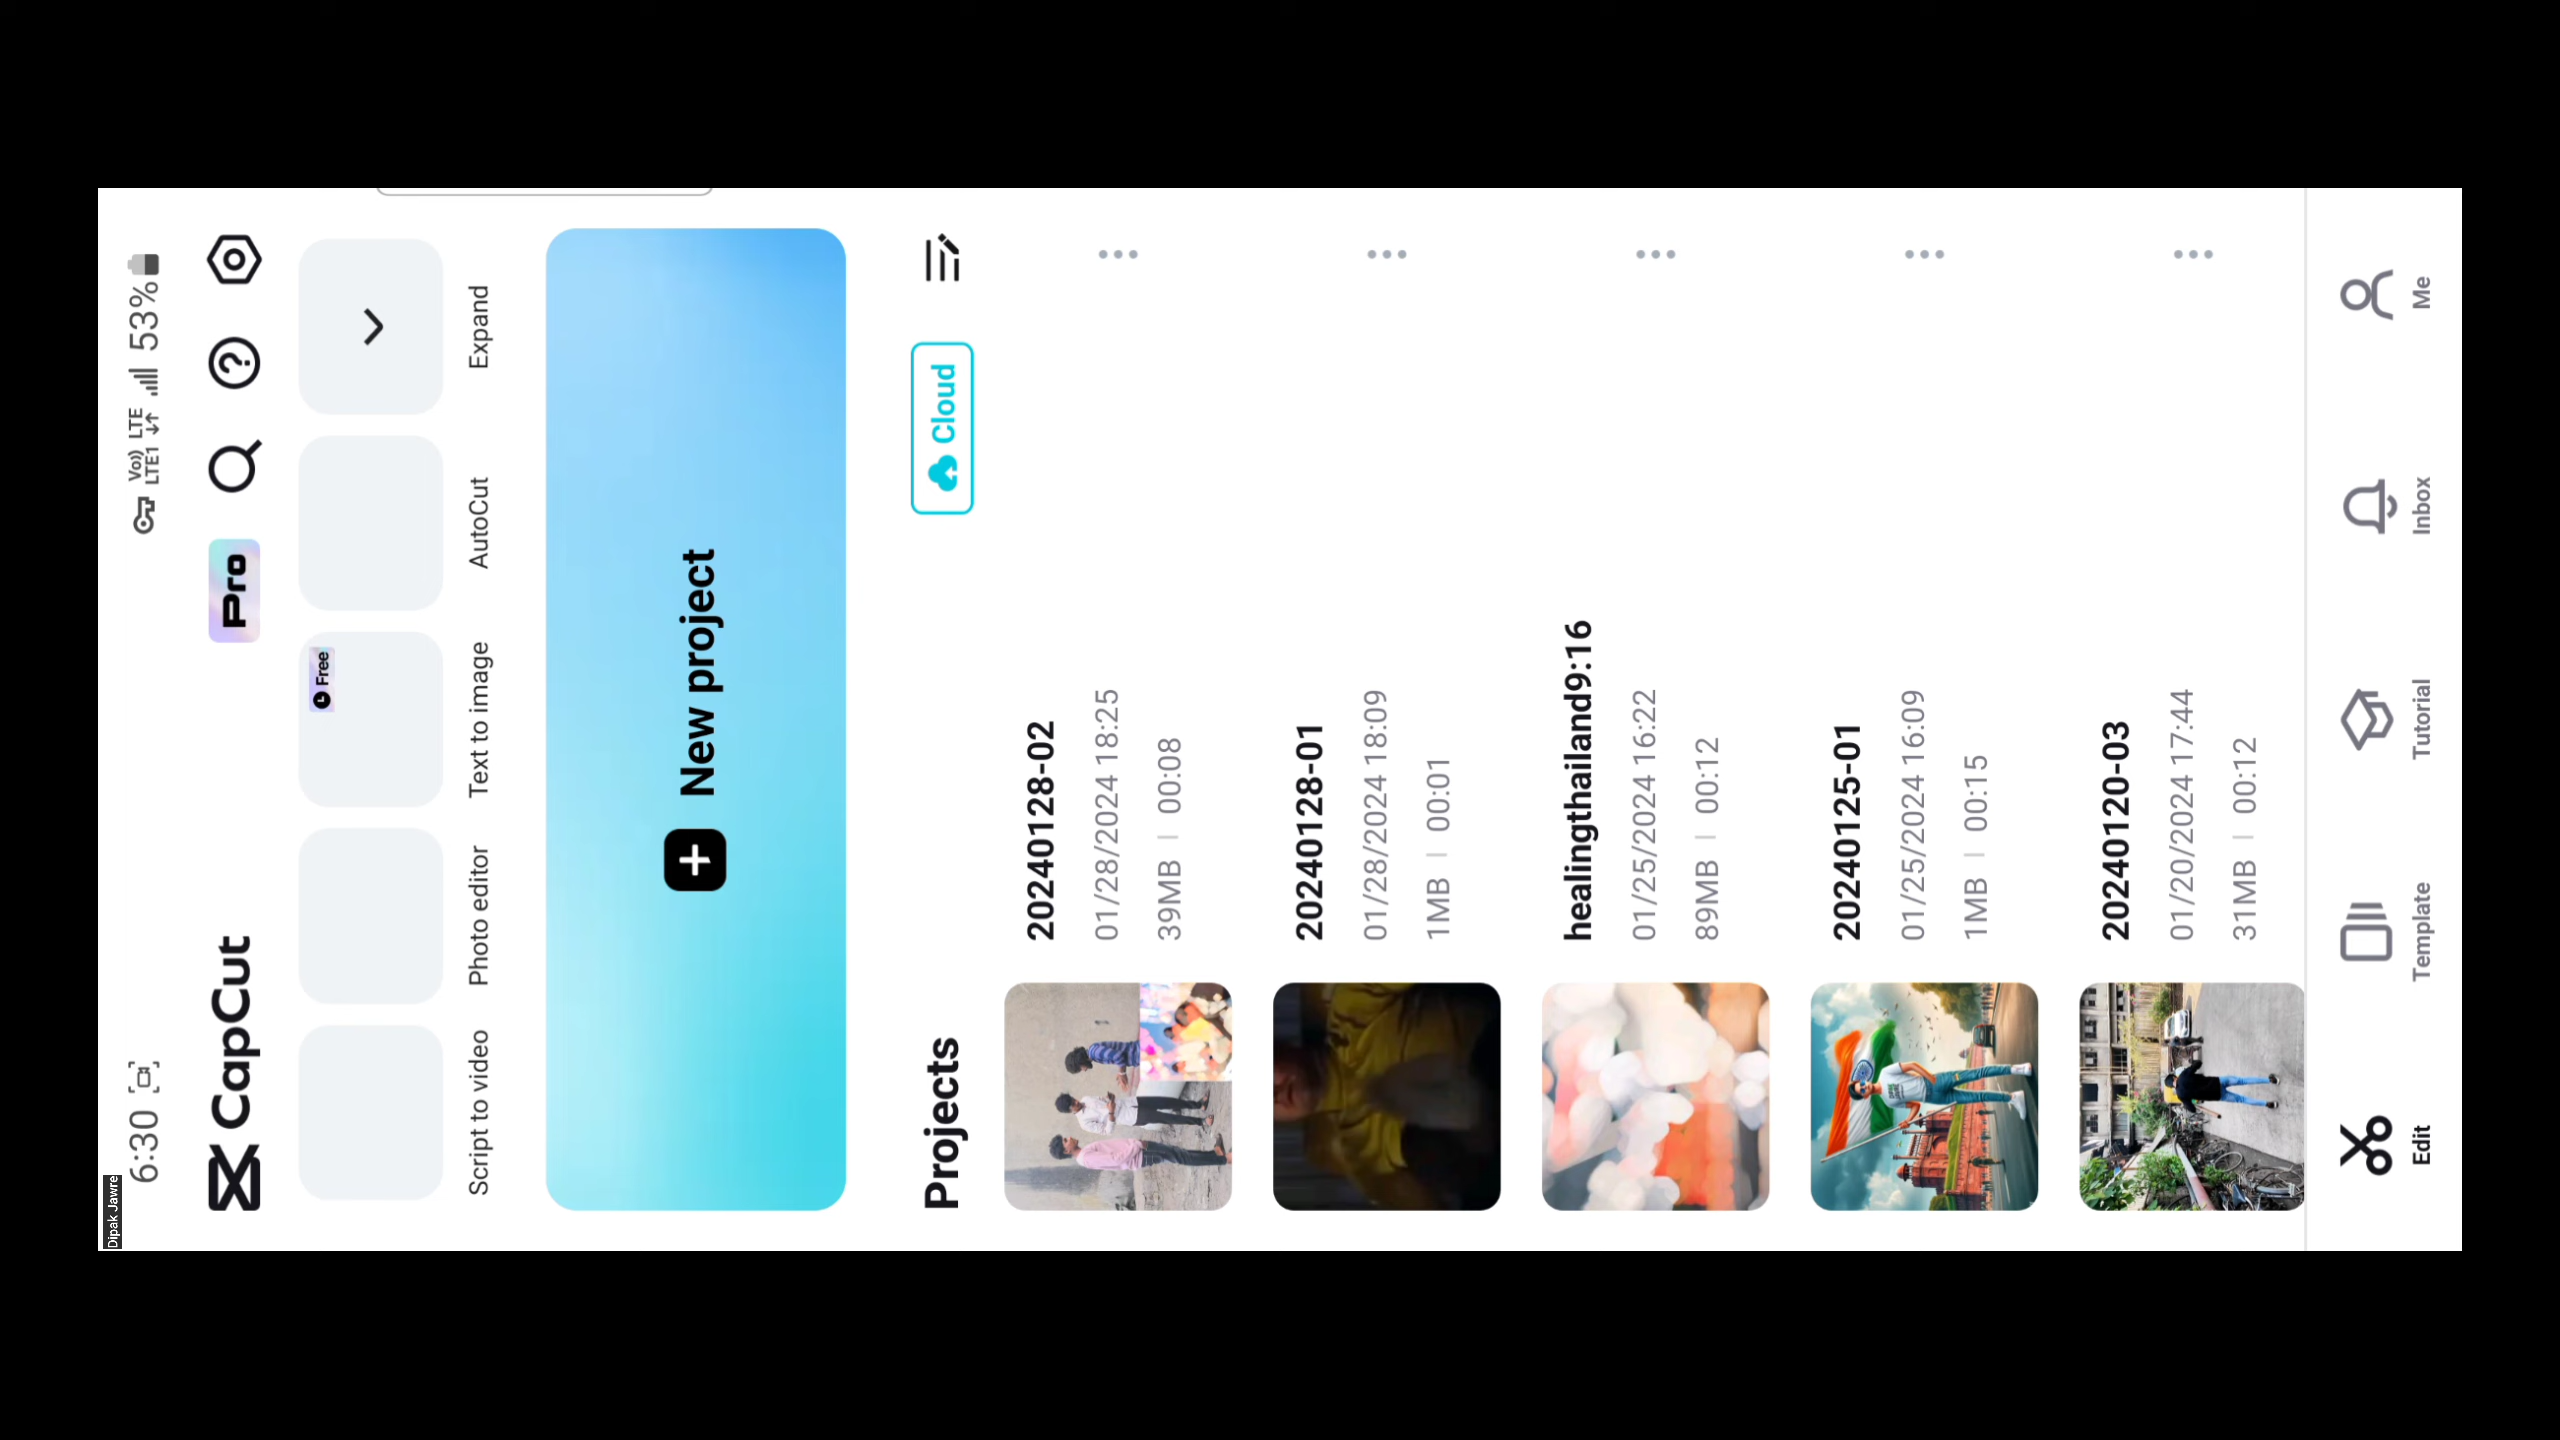 Dipak Jawre
6:30
Vo)) LTE
LTE1
53%
CapCut
Pro
Free
Script to video
Photo editor
Text to image
AutoCut
Expand
New project
Projects
Cloud
20240128-02
01/28/2024 18:25
39MB | 00:08
20240128-01
01/28/2024 18:09
1MB | 00:01
healingthailand9:16
01/25/2024 16:22
89MB | 00:12
20240125-01
01/25/2024 16:09
1MB | 00:15
20240120-03
01/20/2024 17:44
31MB | 00:12
Edit
Template
Tutorial
Inbox
Me